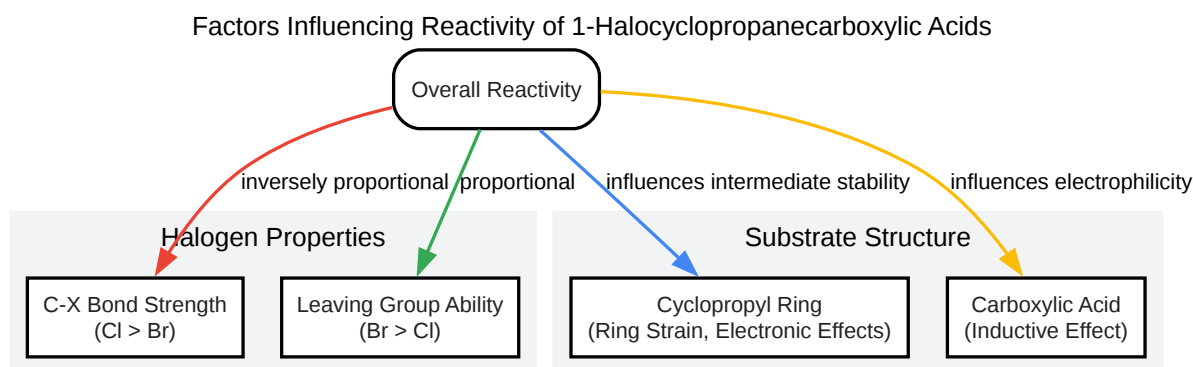 Factors Influencing Reactivity of 1-Halocyclopropanecarboxylic Acids
Overall Reactivity
inversely proportional
proportional
influences intermediate stability
influences electrophilicity
Halogen Properties
Substrate Structure
C-X Bond Strength
(Cl > Br)
Leaving Group Ability
(Br > Cl)
Cyclopropyl Ring
(Ring Strain, Electronic Effects)
Carboxylic Acid
(Inductive Effect)